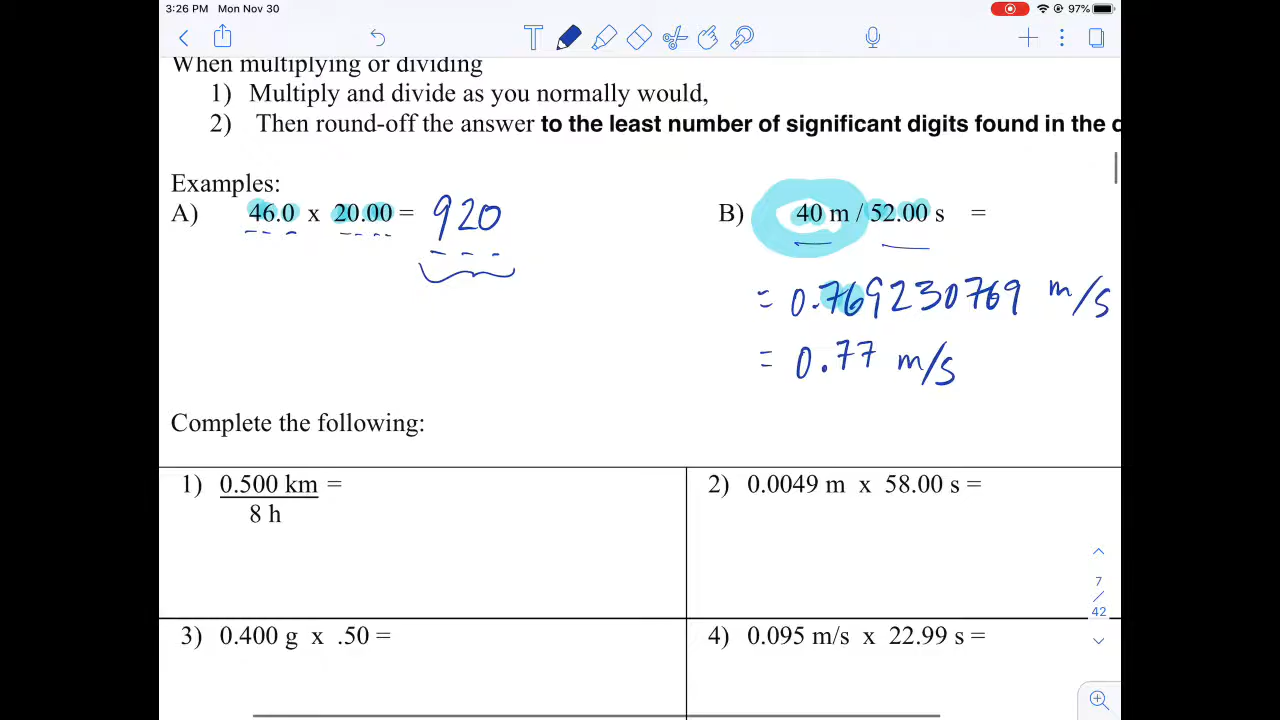 3:26 PM Mon Nov 30 97%
T
When multiplying or dividing
1) Multiply and divide as you normally would,
2) Then round-off the answer to the least number of significant digits found in the
Examples:
A) 46.0 x 20.00 = 920
B) 40 m / 52.00 s =
= 0.769230769 m/s
= 0.77 m/s
Complete the following:
1) 0.500 km =
8 h
2) 0.0049 m x 58.00 s =
3) 0.400 g x .50 =
4) 0.095 m/s x 22.99 s =
7
/
42